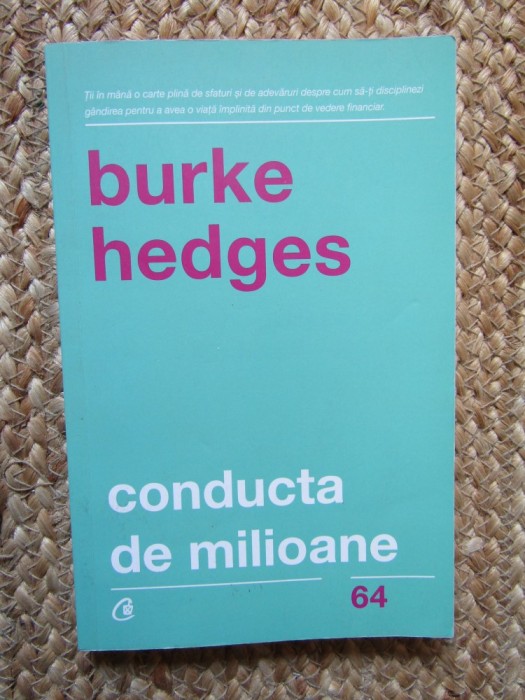 Ții în mână o carte plină de sfaturi și de adevăruri despre cum să-ți disciplinezi
gândirea pentru a avea o viață împlinită din punct de vedere financiar.
burke
hedges
conducta
de milioane
64